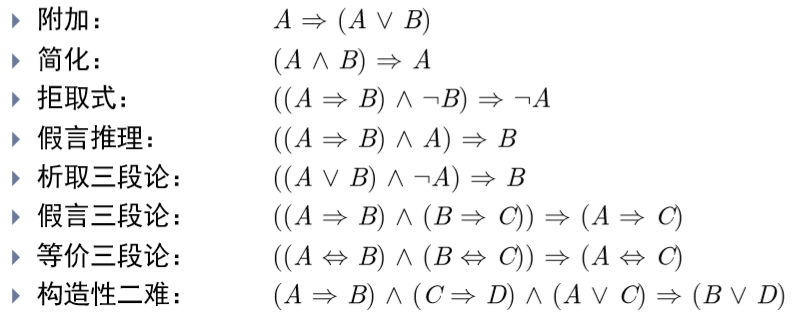 附加： A ⇒ (A ∨ B)
简化： (A ∧ B) ⇒ A
拒取式： ((A ⇒ B) ∧ ¬B) ⇒ ¬A
假言推理： ((A ⇒ B) ∧ A) ⇒ B
析取三段论： ((A ∨ B) ∧ ¬A) ⇒ B
假言三段论： ((A ⇒ B) ∧ (B ⇒ C)) ⇒ (A ⇒ C)
等价三段论： ((A ⇔ B) ∧ (B ⇔ C)) ⇒ (A ⇔ C)
构造性二难： (A ⇒ B) ∧ (C ⇒ D) ∧ (A ∨ C) ⇒ (B ∨ D)